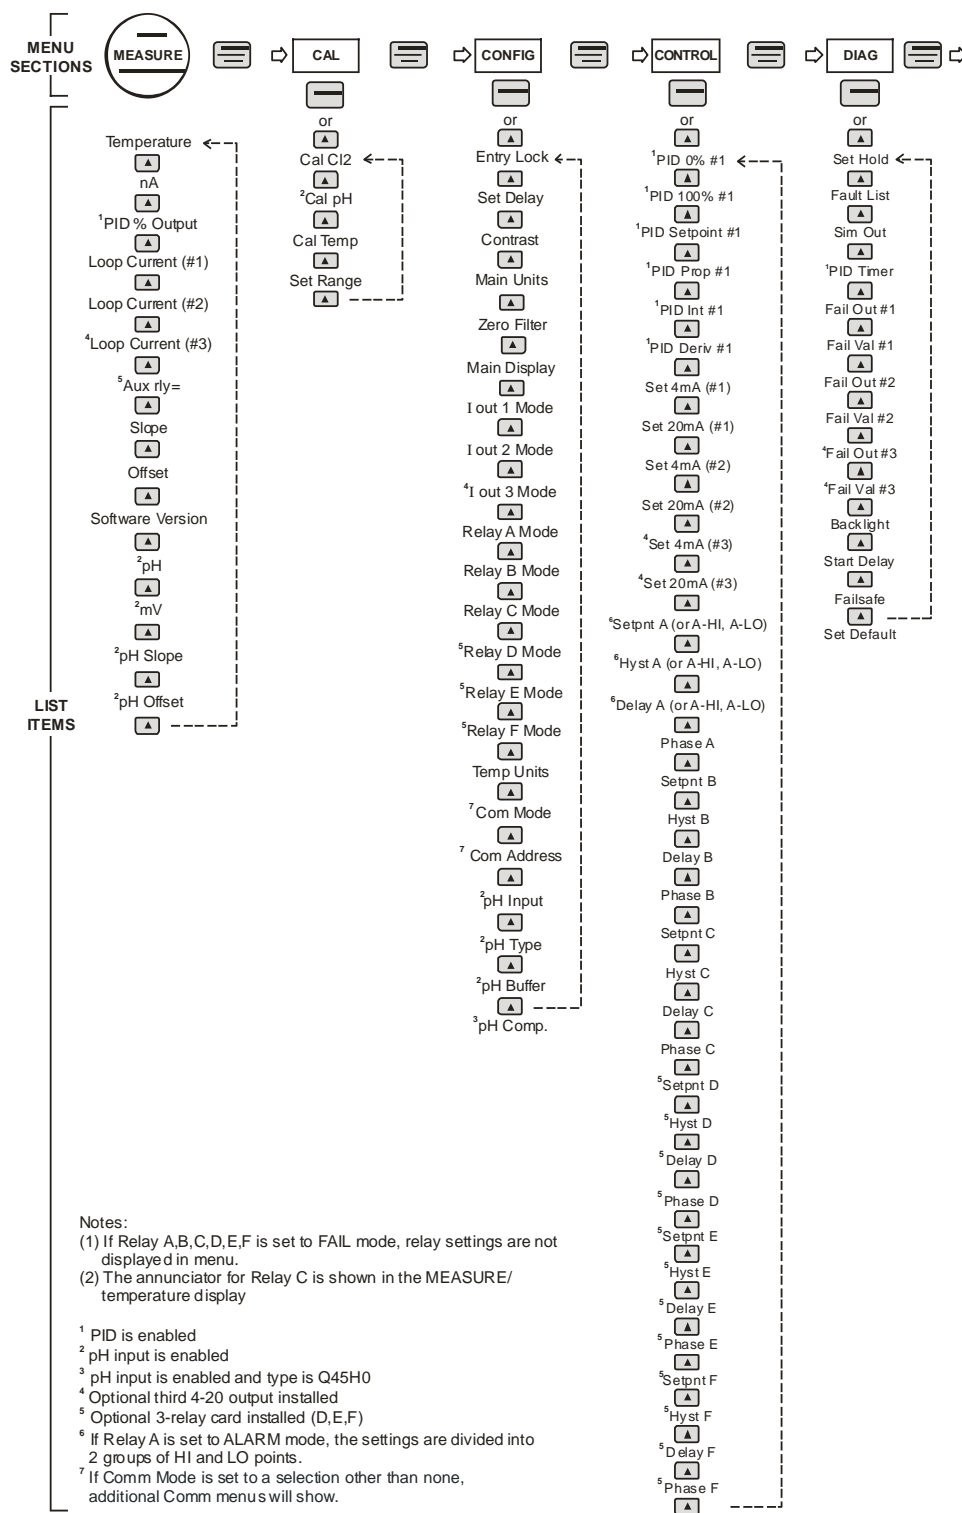 MENU
SECTIONS
MEASURE
CAL
CONFIG
CONTROL
DIAG
LIST
ITEMS
Temperature
nA
¹PID % Output
Loop Current (#1)
Loop Current (#2)
⁴Loop Current (#3)
⁵Aux rly=
Slope
Offset
Software Version
²pH
²mV
²pH Slope
²pH Offset
or
Cal Cl2
²Cal pH
Cal Temp
Set Range
or
Entry Lock
Set Delay
Contrast
Main Units
Zero Filter
Main Display
I out 1 Mode
I out 2 Mode
⁴I out 3 Mode
Relay A Mode
Relay B Mode
Relay C Mode
⁵Relay D Mode
⁵Relay E Mode
⁵Relay F Mode
Temp Units
⁷Com Mode
⁷ Com Address
²pH Input
²pH Type
²pH Buffer
³pH Comp.
or
¹PID 0% #1
¹PID 100% #1
¹PID Setpoint #1
¹PID Prop #1
¹PID Int #1
¹PID Deriv #1
Set 4mA (#1)
Set 20mA (#1)
Set 4mA (#2)
Set 20mA (#2)
⁴Set 4mA (#3)
⁴Set 20mA (#3)
⁶Setpnt A (or A-HI, A-LO)
⁶Hyst A (or A-HI, A-LO)
⁶Delay A (or A-HI, A-LO)
Phase A
Setpnt B
Hyst B
Delay B
Phase B
Setpnt C
Hyst C
Delay C
Phase C
⁵Setpnt D
⁵Hyst D
⁵Delay D
⁵Phase D
⁵Setpnt E
⁵Hyst E
⁵Delay E
⁵Phase E
⁵Setpnt F
⁵Hyst F
⁵Delay F
⁵Phase F
or
Set Hold
Fault List
Sim Out
¹PID Timer
Fail Out #1
Fail Val #1
Fail Out #2
Fail Val #2
⁴Fail Out #3
⁴Fail Val #3
Backlight
Start Delay
Failsafe
Set Default
Notes:
(1) If Relay A,B,C,D,E,F is set to FAIL mode, relay settings are not
displayed in menu.
(2) The annunciator for Relay C is shown in the MEASURE/
temperature display
¹ PID is enabled
² pH input is enabled
³ pH input is enabled and type is Q45H0
⁴ Optional third 4-20 output installed
⁵ Optional 3-relay card installed (D,E,F)
⁶ If Relay A is set to ALARM mode, the settings are divided into
2 groups of HI and LO points.
⁷ If Comm Mode is set to a selection other than none,
additional Comm menus will show.